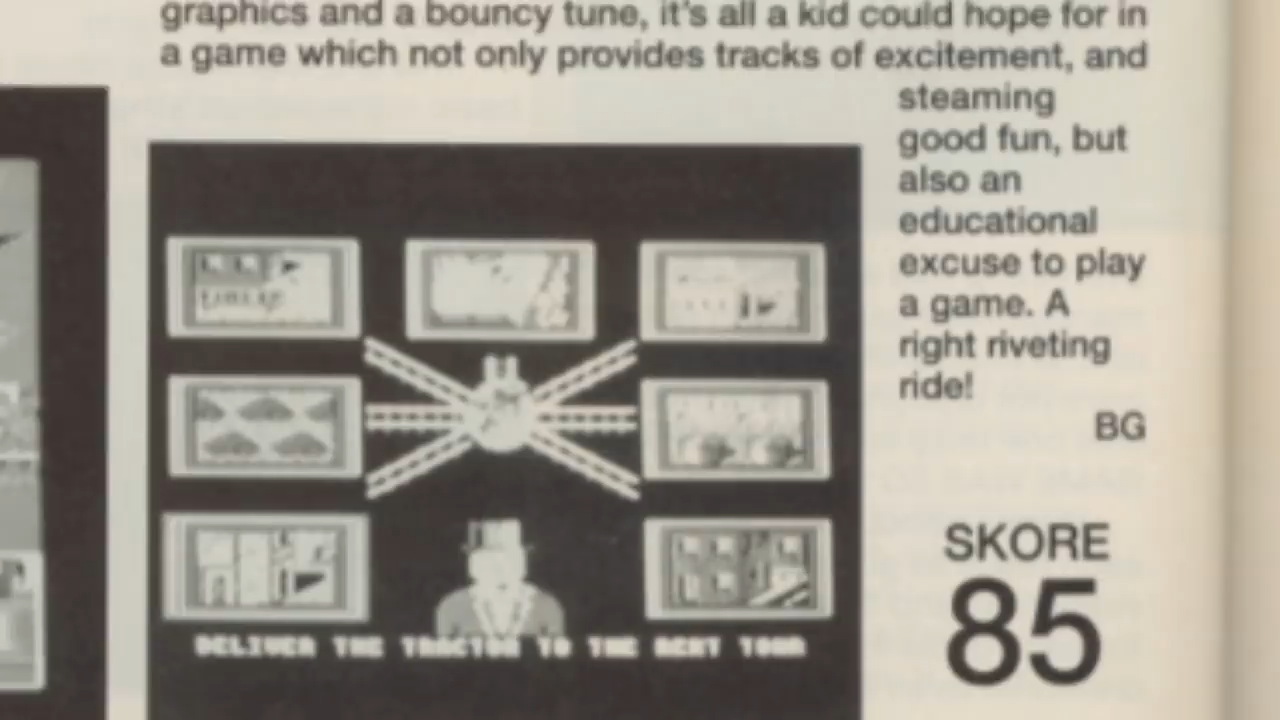 graphics and a bouncy tune, it's all a kid could hope for in
a game which not only provides tracks of excitement, and
steaming
good fun, but
also an
educational
excuse to play
a game. A
right riveting
ride!
BG
DELIVER THE TRACTOR TO THE NEXT TOWN
SKORE
85